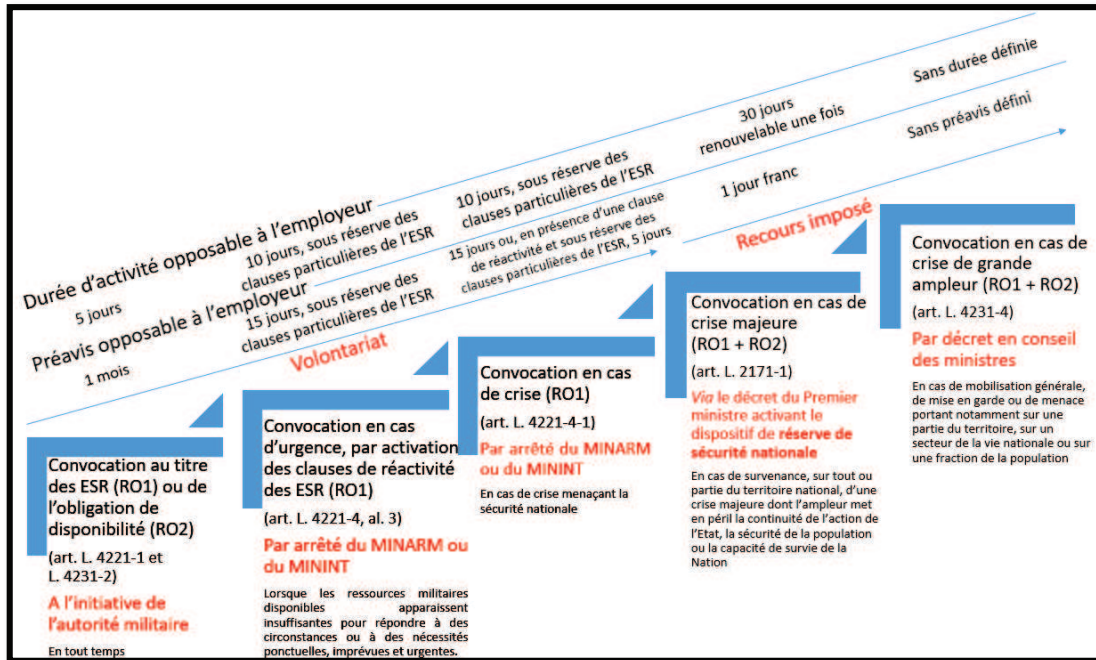 Durée d'activité opposable à l'employeur
5 jours
10 jours, sous réserve des
clauses particulières de l'ESR
10 jours, sous réserve des
clauses particulières de l'ESR
30 jours
renouvelable une fois
Sans durée définie
Préavis opposable à l'employeur
1 mois
15 jours, sous réserve des
clauses particulières de l'ESR
15 jours ou, en présence d'une clause
de réactivité et sous réserve des
clauses particulières de l'ESR, 5 jours
1 jour franc
Sans préavis défini
Volontariat
Recours imposé
Convocation au titre
des ESR (RO1) ou de
l'obligation de
disponibilité (RO2)
(art. L. 4221-1 et
L. 4231-2)
A l'initiative de
l'autorité militaire
En tout temps
Convocation en cas
d'urgence, par activation
des clauses de réactivité
des ESR (RO1)
(art. L. 4221-4, al. 3)
Par arrêté du MINARM ou
du MININT
Lorsque les ressources militaires
disponibles apparaissent
insuffisantes pour répondre à des
circonstances ou à des nécessités
ponctuelles, imprévues et urgentes.
Convocation en cas
de crise (RO1)
(art. L. 4221-4-1)
Par arrêté du MINARM
ou du MININT
En cas de crise menaçant la
sécurité nationale
Convocation en cas de
crise majeure
(RO1 + RO2)
(art. L. 2171-1)
Via le décret du Premier
ministre activant le
dispositif de réserve de
sécurité nationale
En cas de survenance, sur tout ou
partie du territoire national, d'une
crise majeure dont l'ampleur met
en péril la continuité de l'action de
l'Etat, la sécurité de la population
ou la capacité de survie de la
Nation
Convocation en cas de
crise de grande
ampleur (RO1 + RO2)
(art. L. 4231-4)
Par décret en conseil
des ministres
En cas de mobilisation générale,
de mise en garde ou de menace
portant notamment sur une
partie du territoire, sur un
secteur de la vie nationale ou sur
une fraction de la population